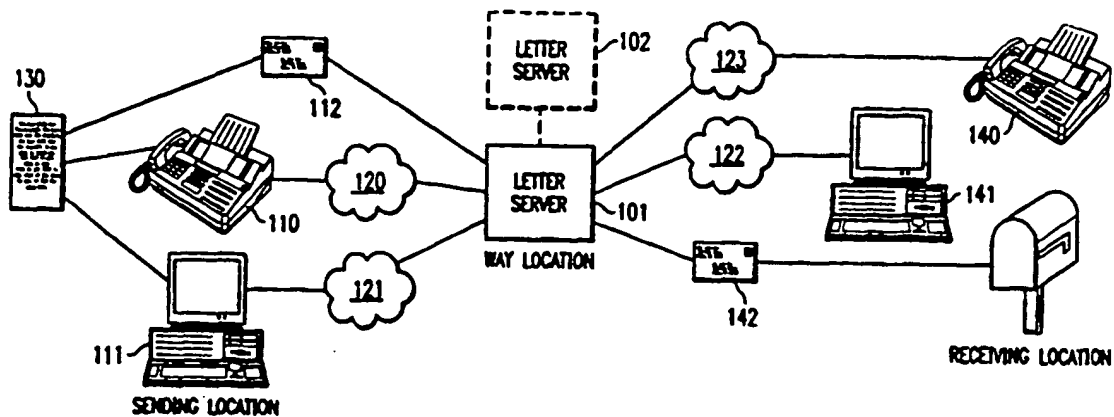 130
112
LETTER
SERVER
102
123
140
110
120
LETTER
SERVER
101
WAY LOCATION
122
141
121
111
SENDING LOCATION
142
RECEIVING LOCATION